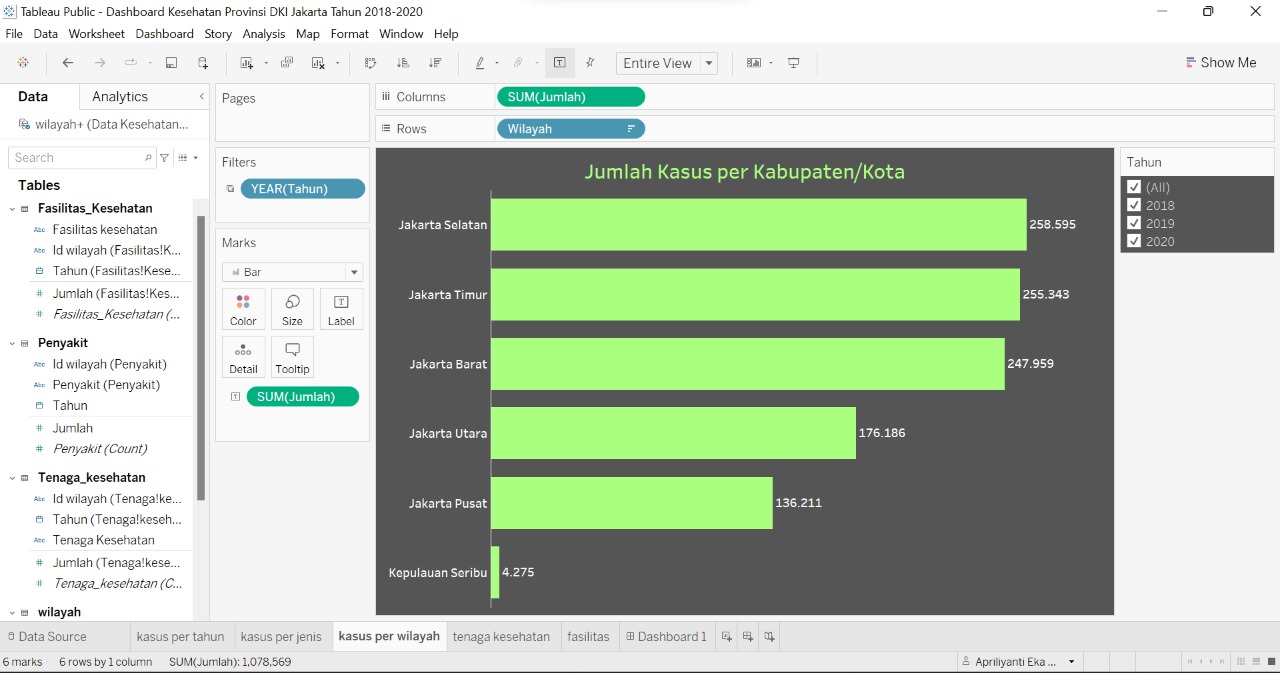 Tableau Public - Dashboard Kesehatan Provinsi DKI Jakarta Tahun 2018-2020
File Data Worksheet Dashboard Story Analysis Map Format Window Help
Entire View
Show Me
Data Analytics
wilayah+ (Data Kesehatan...
Search
Tables
Fasilitas_Kesehatan
Abc Fasilitas kesehatan
Abc Id wilayah (Fasilitas!K...
Tahun (Fasilitas!Kese...
# Jumlah (Fasilitas!Kes...
# Fasilitas_Kesehatan (...
Penyakit
Abc Id wilayah (Penyakit)
Abc Penyakit (Penyakit)
Tahun
# Jumlah
# Penyakit (Count)
Tenaga_kesehatan
Abc Id wilayah (Tenaga!ke...
Tahun (Tenaga!keseh...
Abc Tenaga Kesehatan
# Jumlah (Tenaga!kese...
# Tenaga_kesehatan (C...
wilayah
Pages
Filters
YEAR(Tahun)
Marks
Bar
Color Size Label
Detail Tooltip
SUM(Jumlah)
Columns SUM(Jumlah)
Rows Wilayah
Jumlah Kasus per Kabupaten/Kota
Jakarta Selatan 258.595
Jakarta Timur 255.343
Jakarta Barat 247.959
Jakarta Utara 176.186
Jakarta Pusat 136.211
Kepulauan Seribu 4.275
Tahun
(All)
2018
2019
2020
Data Source kasus per tahun kasus per jenis kasus per wilayah tenaga kesehatan fasilitas Dashboard 1
6 marks 6 rows by 1 column SUM(Jumlah): 1,078,569 Apriliyanti Eka ...